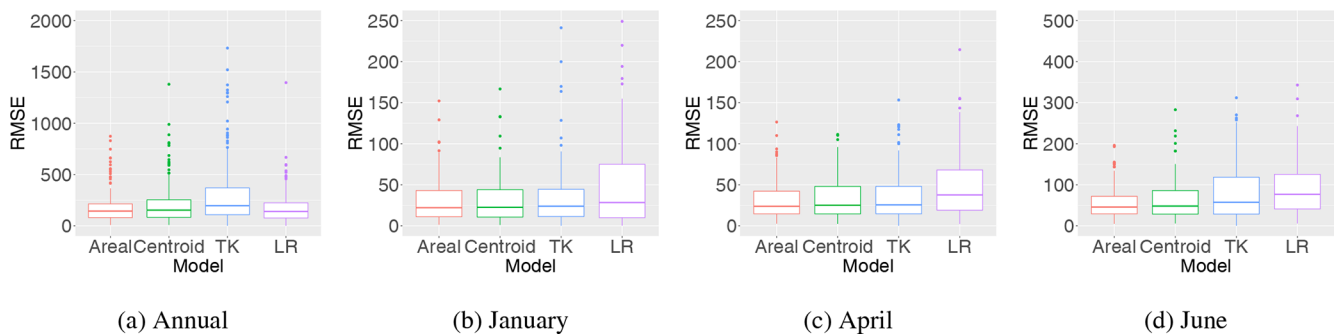 2000
1500
1000
500
0
RMSE
Areal Centroid TK LR
Model
(a) Annual
250
200
150
100
50
0
RMSE
Areal Centroid TK LR
Model
(b) January
250
200
150
100
50
0
RMSE
Areal Centroid TK LR
Model
(c) April
500
400
300
200
100
0
RMSE
Areal Centroid TK LR
Model
(d) June